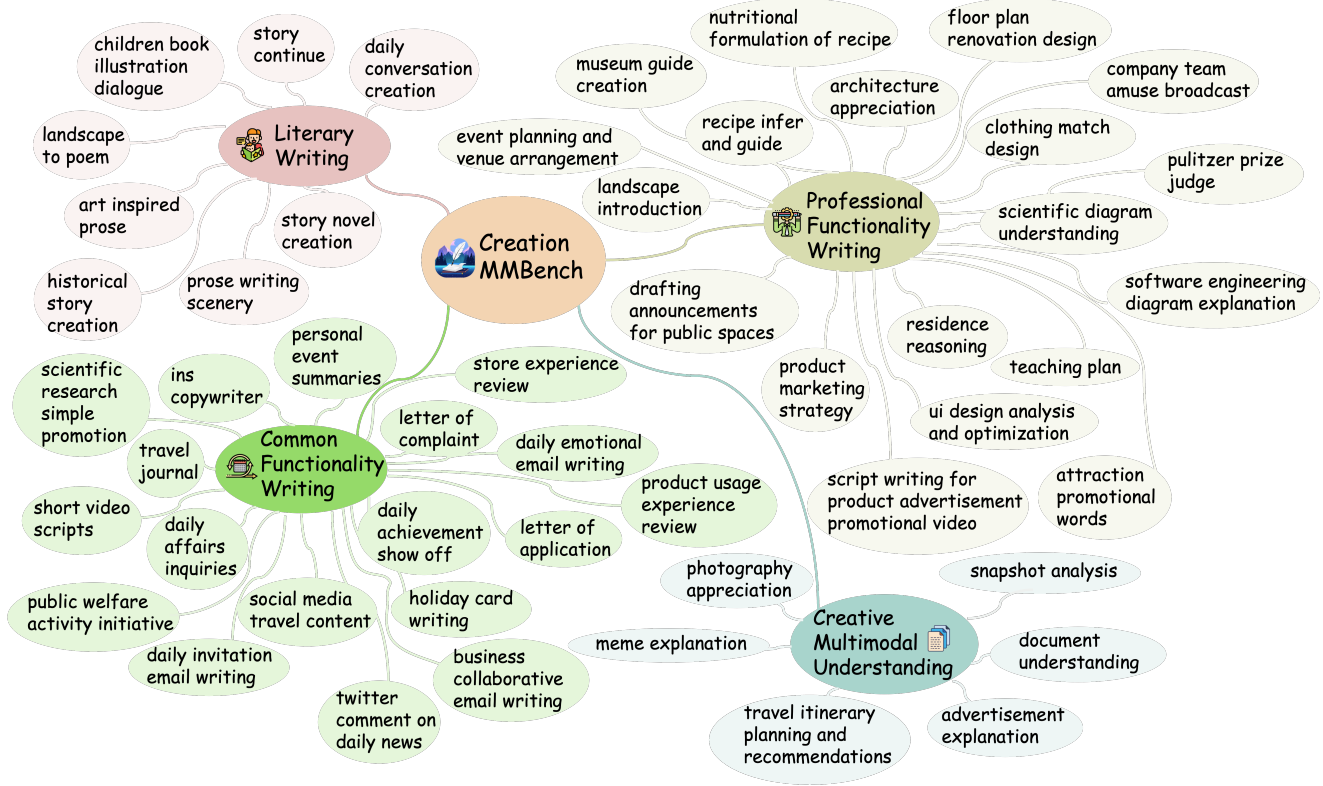 Creation
MMBench
Literary
Writing
children book
illustration
dialogue
story
continue
daily
conversation
creation
landscape
to poem
art inspired
prose
story novel
creation
historical
story
creation
prose writing
scenery
Professional
Functionality
Writing
nutritional
formulation of recipe
floor plan
renovation design
museum guide
creation
architecture
appreciation
company team
amuse broadcast
event planning and
venue arrangement
recipe infer
and guide
clothing match
design
pulitzer prize
judge
landscape
introduction
scientific diagram
understanding
drafting
announcements
for public spaces
software engineering
diagram explanation
residence
reasoning
teaching plan
product
marketing
strategy
ui design analysis
and optimization
script writing for
product advertisement
promotional video
attraction
promotional
words
Common
Functionality
Writing
personal
event
summaries
scientific
research
simple
promotion
ins
copywriter
store experience
review
letter of
complaint
travel
journal
daily emotional
email writing
product usage
experience
review
short video
scripts
daily
affairs
inquiries
daily
achievement
show off
letter of
application
public welfare
activity initiative
social media
travel content
holiday card
writing
daily invitation
email writing
business
collaborative
email writing
twitter
comment on
daily news
Creative
Multimodal
Understanding
photography
appreciation
snapshot analysis
meme explanation
document
understanding
travel itinerary
planning and
recommendations
advertisement
explanation